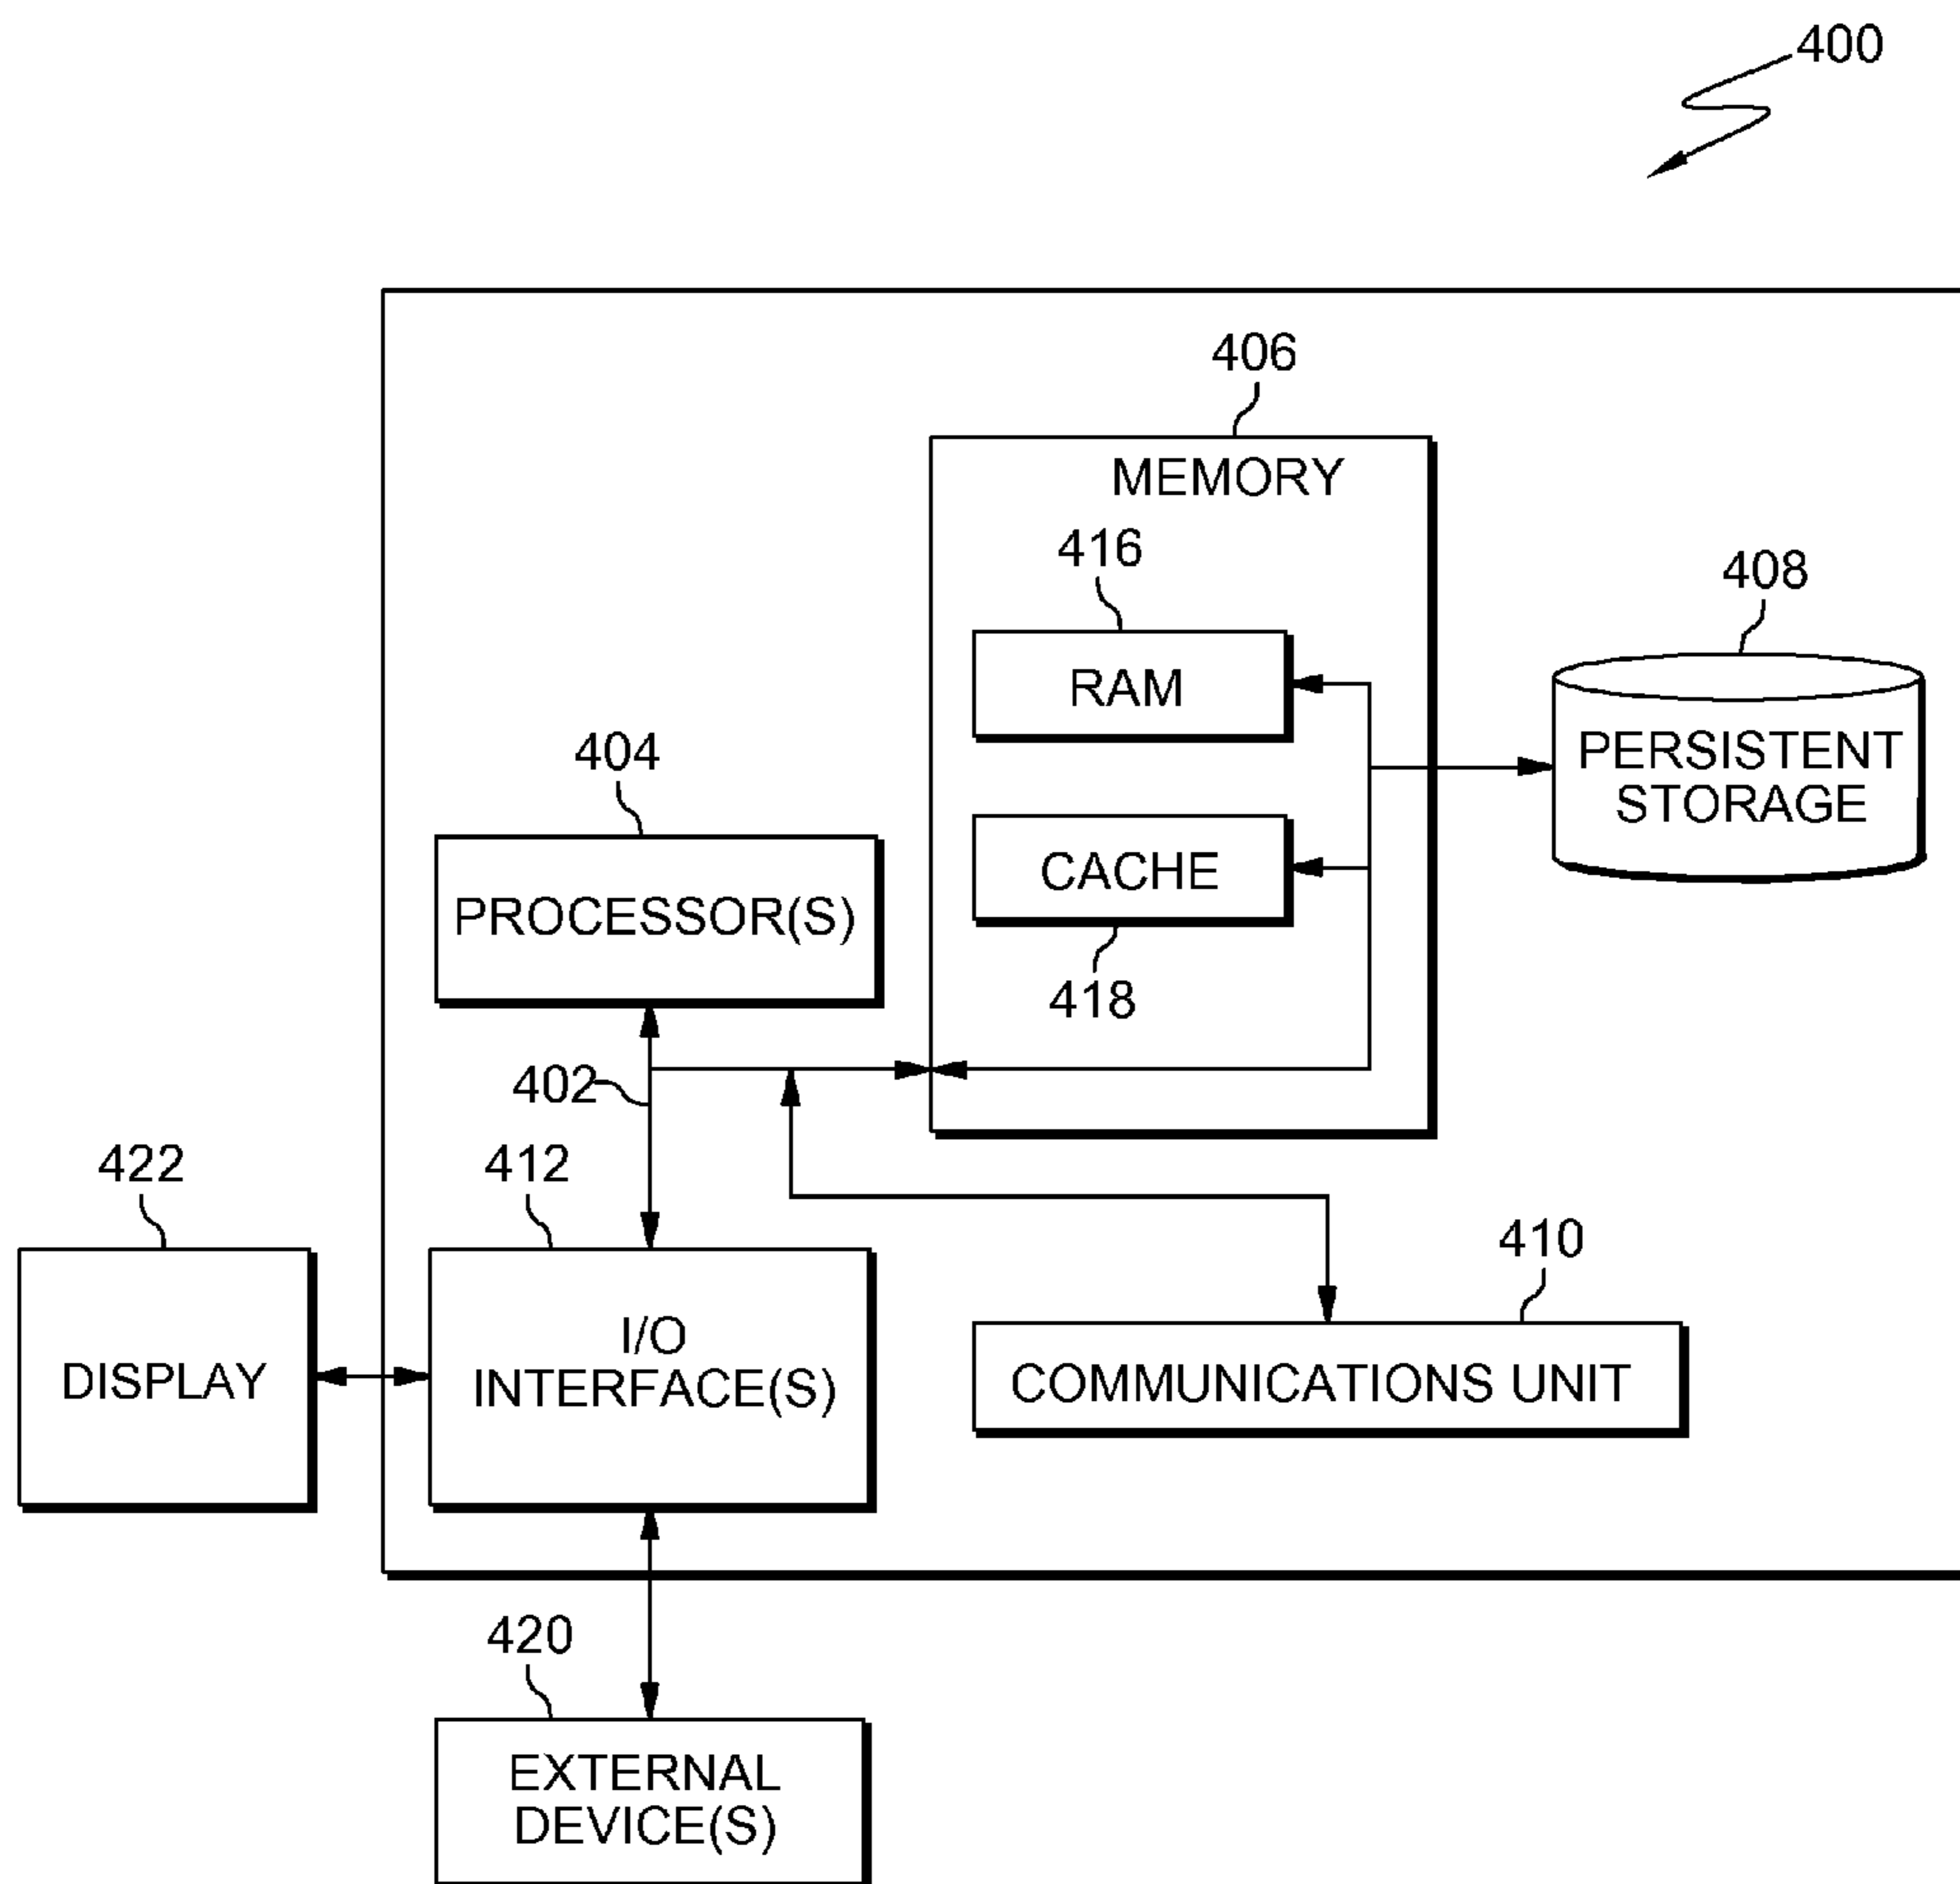 400
406
MEMORY
416
408
RAM
PERSISTENT
STORAGE
404
CACHE
PROCESSOR(S)
418
402
422
412
410
I/O
INTERFACE(S)
DISPLAY
COMMUNICATIONS UNIT
420
EXTERNAL
DEVICE(S)